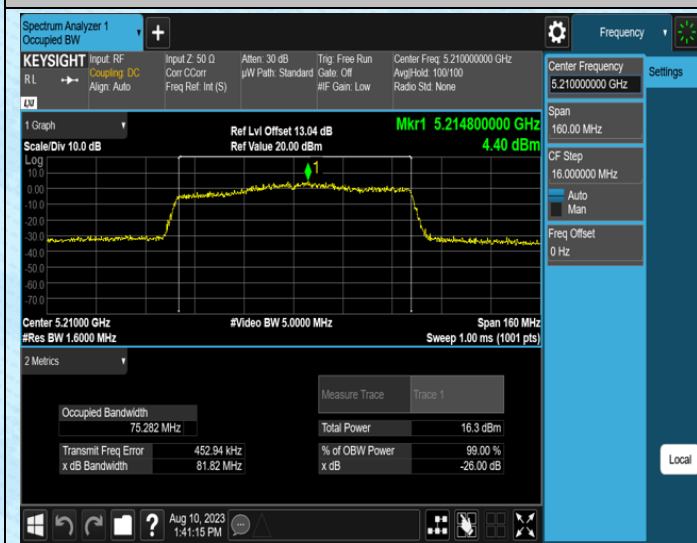 Spectrum Analyzer 1
Occupied BW
Frequency
KEYSIGHT
R L
LXI
Input: RF
Coupling: DC
Align: Auto
Input Z: 50 Ω
Corr CCorr
Freq Ref: Int (S)
Atten: 30 dB
µW Path: Standard
Trig: Free Run
Gate: Off
#IF Gain: Low
Center Freq: 5.210000000 GHz
Avg|Hold: 100/100
Radio Std: None
Center Frequency
5.210000000 GHz
Settings
Span
160.00 MHz
CF Step
16.000000 MHz
Auto
Man
Freq Offset
0 Hz
Local
1 Graph
Scale/Div 10.0 dB
Ref Lvl Offset 13.04 dB
Ref Value 20.00 dBm
Mkr1 5.214800000 GHz
4.40 dBm
Log
10.0
0.00
-10.0
-20.0
-30.0
-40.0
-50.0
-60.0
-70.0
1
Center 5.21000 GHz
#Res BW 1.6000 MHz
#Video BW 5.0000 MHz
Span 160 MHz
Sweep 1.00 ms (1001 pts)
2 Metrics
Measure Trace Trace 1
Occupied Bandwidth
75.282 MHz
Total Power 16.3 dBm
Transmit Freq Error 452.94 kHz
% of OBW Power 99.00 %
x dB Bandwidth 81.82 MHz
x dB -26.00 dB
?
Aug 10, 2023
1:41:15 PM